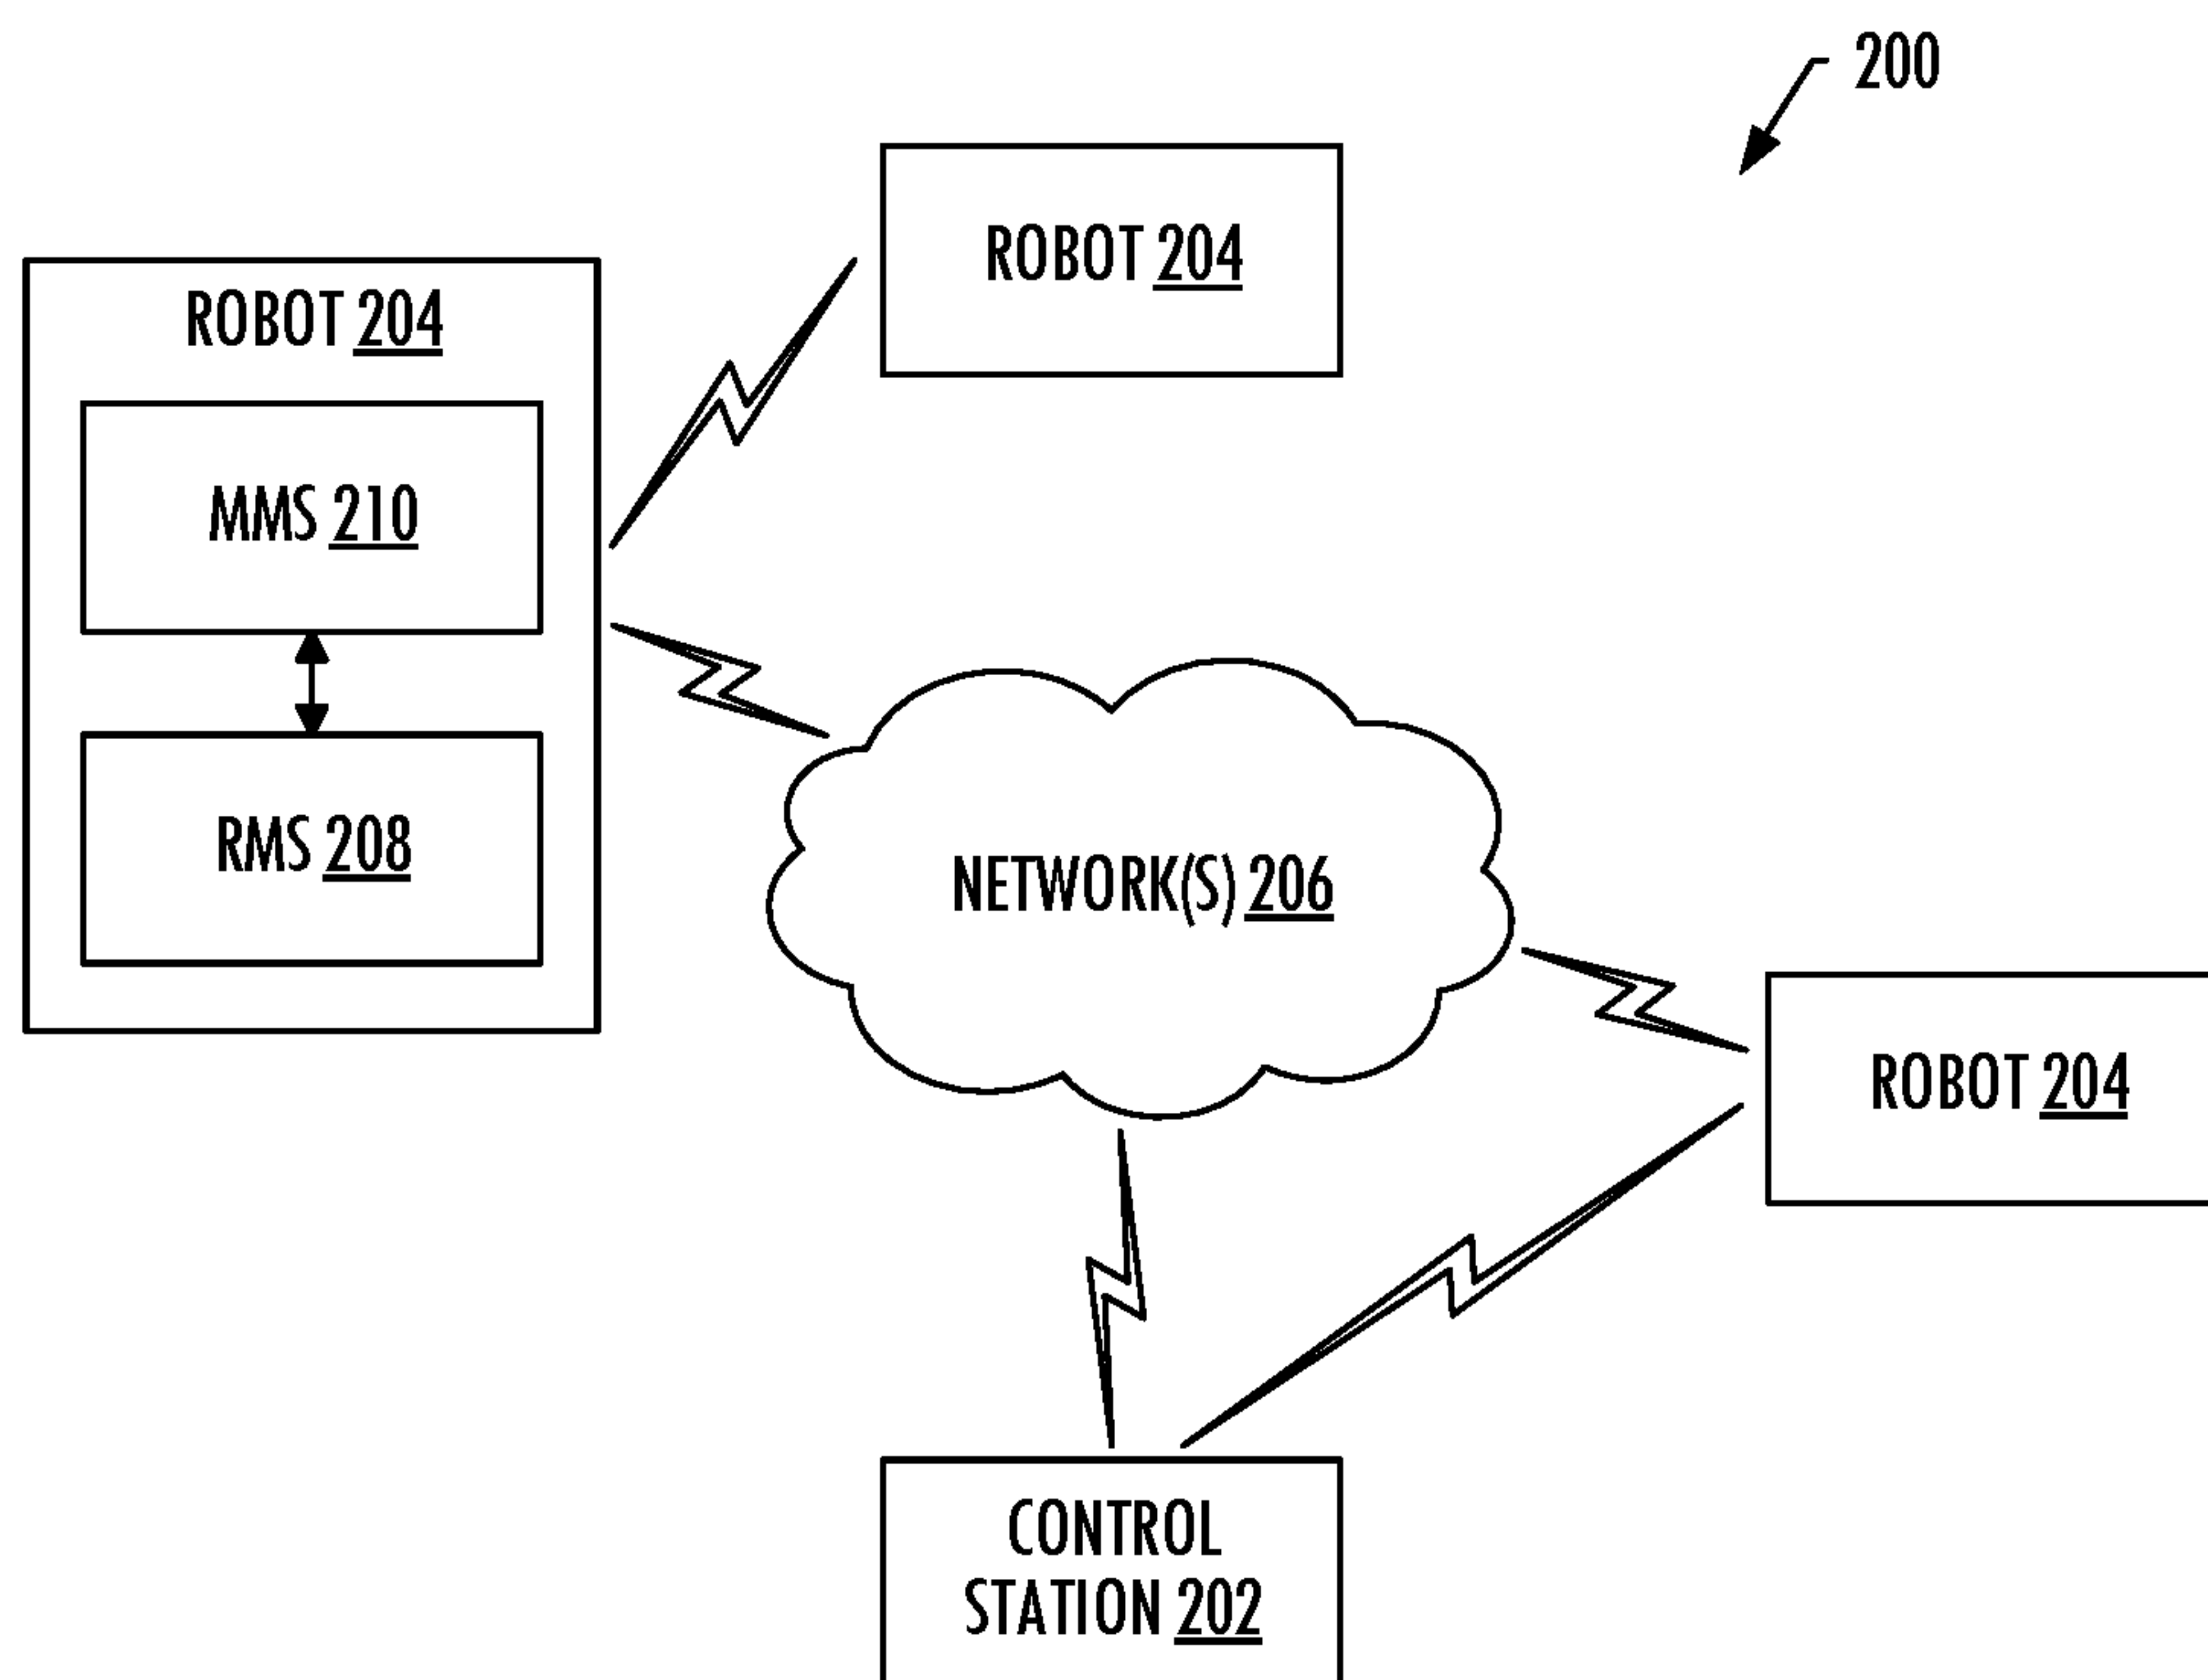 200
ROBOT 204
ROBOT 204
MMS 210
RMS 208
NETWORK(S) 206
ROBOT 204
CONTROL
STATION 202